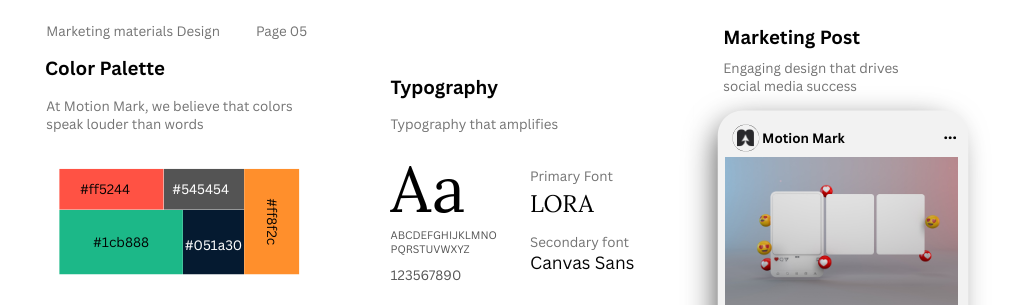 Marketing materials Design Page 05
Color Palette
At Motion Mark, we believe that colors
speak louder than words
#ff5244
#545454
#ff8f2c
#1cb888
#051a30
Typography
Typography that amplifies
Aa
ABCDEFGHIJKLMNO
PQRSTUVWXYZ
123567890
Primary Font
LORA
Secondary font
Canvas Sans
Marketing Post
Engaging design that drives
social media success
Motion Mark